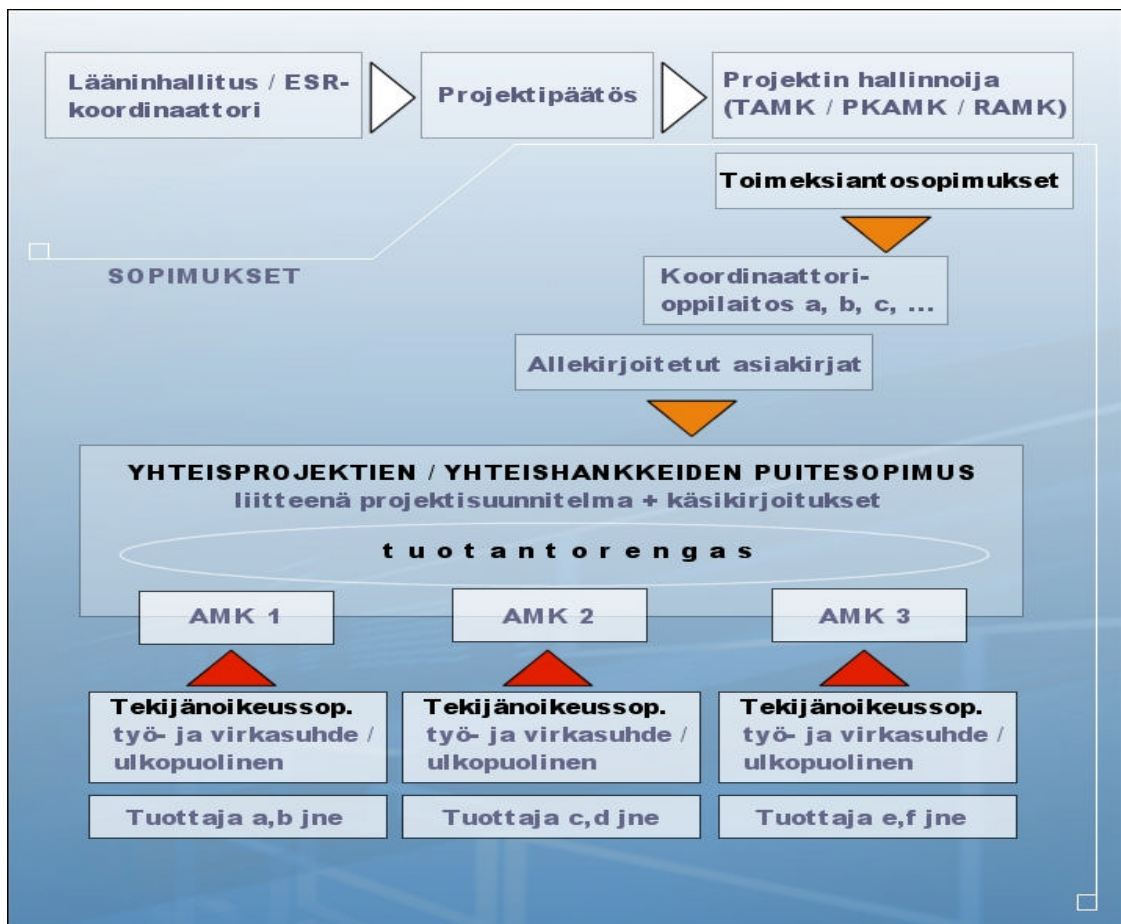 Lääninhallitus / ESR-
koordinaattori
Projektipäätös
Projektin hallinnoija
(TAMK / PKAMK / RAMK)
Toimeksiantosopimukset
SOPIMUKSET
Koordinaattori-
oppilaitos a, b, c, ...
Allekirjoitetut asiakirjat
YHTEISPROJEKTIEN / YHTEISHANKKEIDEN PUITESOPIMUS
liitteenä projektisuunnitelma + käsikirjoitukset
tuotantorengas
AMK 1
AMK 2
AMK 3
Tekijänoikeussop.
työ- ja virkasuhde /
ulkopuolinen
Tekijänoikeussop.
työ- ja virkasuhde /
ulkopuolinen
Tekijänoikeussop.
työ- ja virkasuhde /
ulkopuolinen
Tuottaja a,b jne
Tuottaja c,d jne
Tuottaja e,f jne